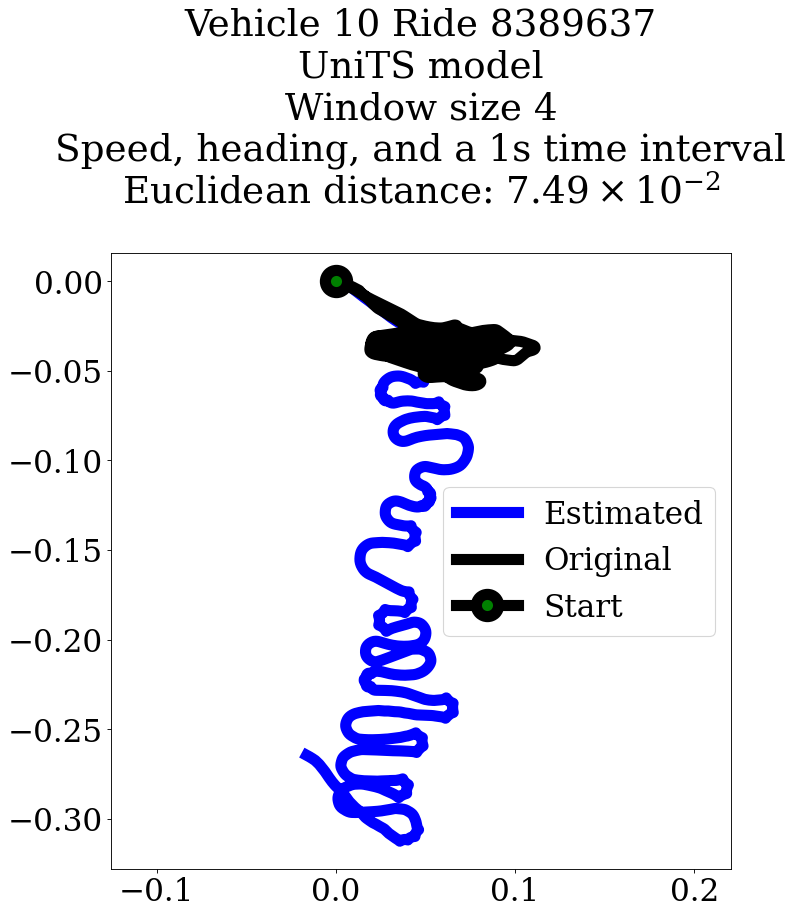 Vehicle 10 Ride 8389637
UniTS model
Window size 4
Speed, heading, and a 1s time interval
Euclidean distance: 7.49 × 10⁻²
0.00
−0.05
−0.10
−0.15
−0.20
−0.25
−0.30
Estimated
Original
Start
−0.1
0.0
0.1
0.2